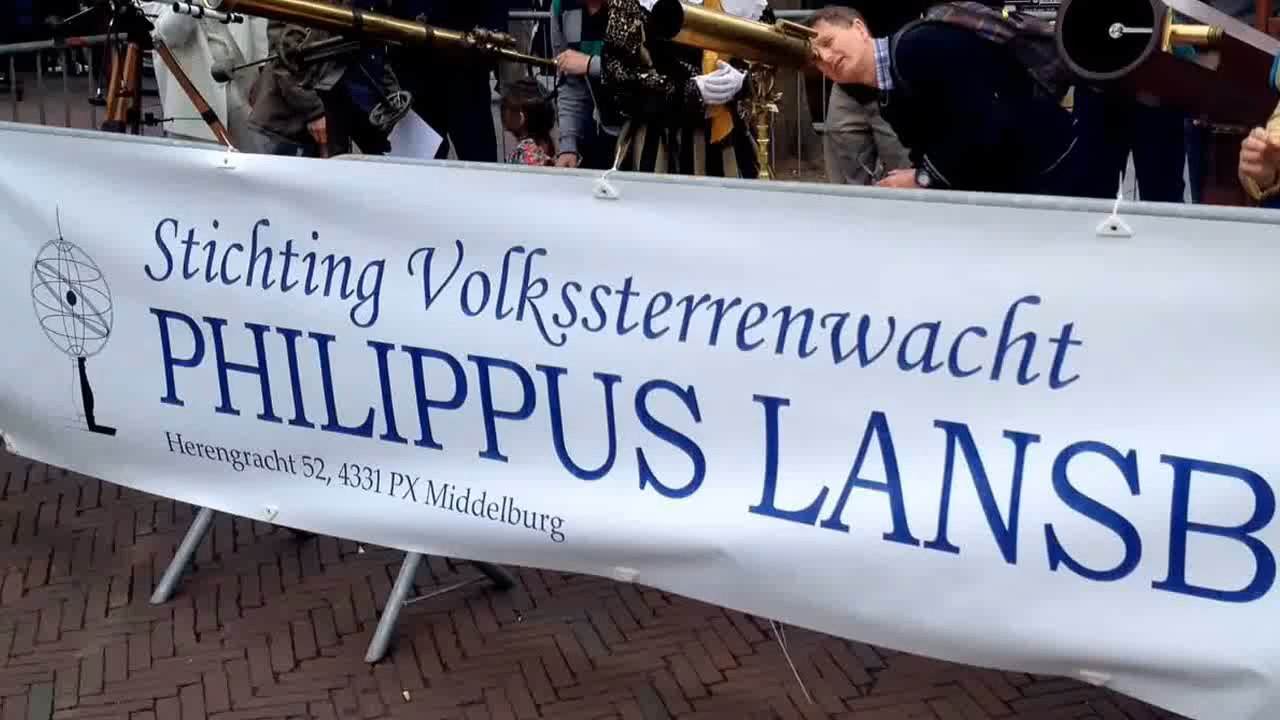 Stichting Volkssterrenwacht
PHILIPPUS LANSB
Herengracht 52, 4331 PX Middelburg